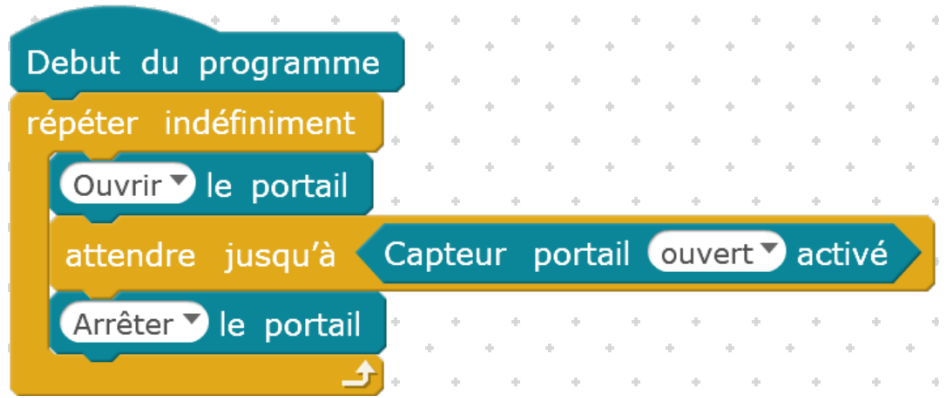 Debut du programme
répéter indéfiniment
Ouvrir le portail
attendre jusqu'à Capteur portail ouvert activé
Arrêter le portail